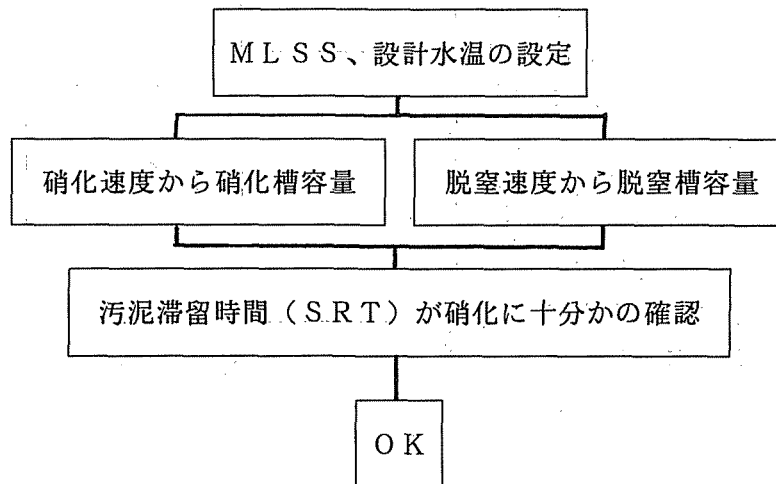 ＭＬＳＳ、設計水温の設定
硝化速度から硝化槽容量
脱窒速度から脱窒槽容量
汚泥滞留時間（ＳＲＴ）が硝化に十分かの確認
ＯＫ